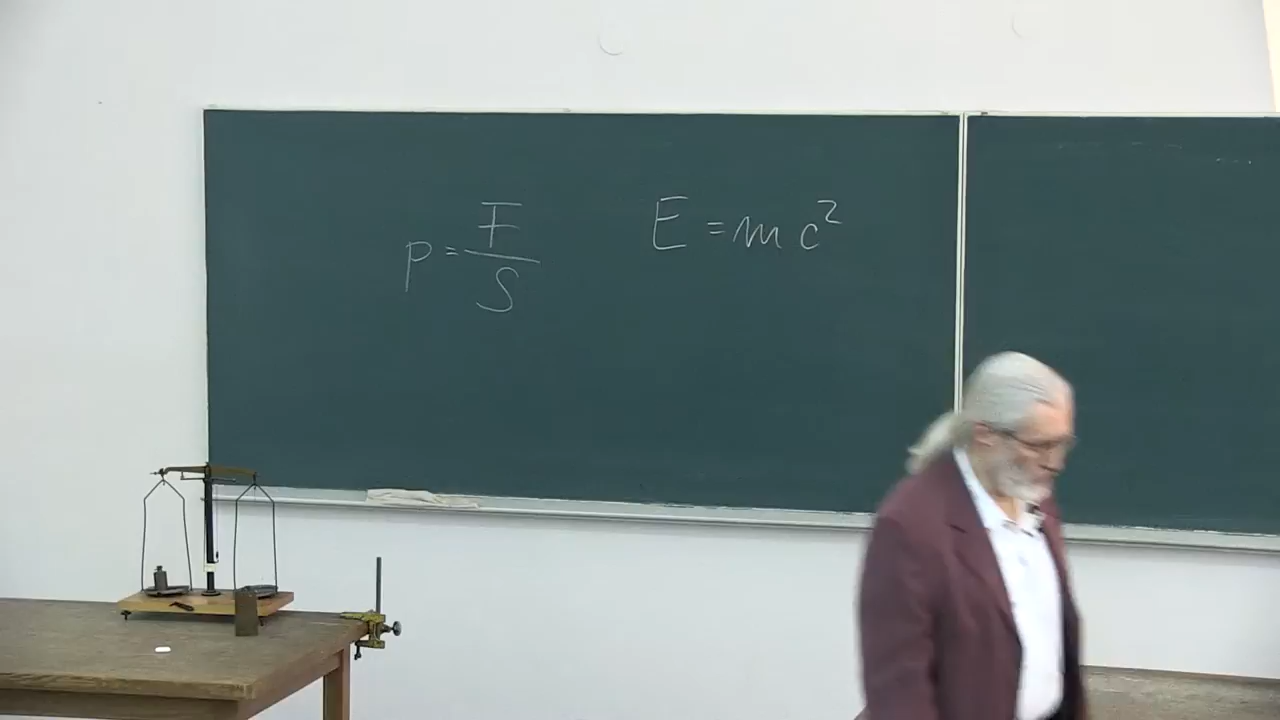 p = F/S
E = mc²